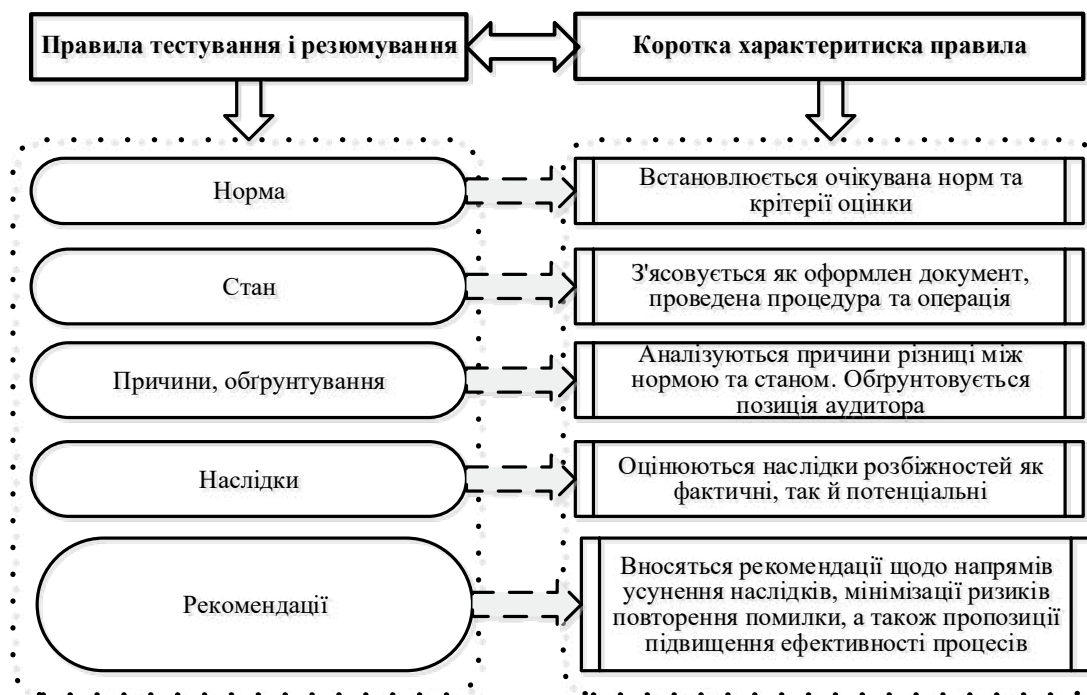 Правила тестування і резюмування
Коротка характеритиска правила
Норма
Встановлюється очікувана норм та
крітерії оцінки
Стан
З'ясовується як оформлен документ,
проведена процедура та операція
Причини, обґрунтування
Аналізуються причини різниці між
нормою та станом. Обґрунтовується
позиція аудитора
Наслідки
Оцінюються наслідки розбіжностей як
фактичні, так й потенціальні
Рекомендації
Вносяться рекомендації щодо напрямів
усунення наслідків, мінімізації ризиків
повторення помилки, а також пропозиції
підвищення ефективності процесів